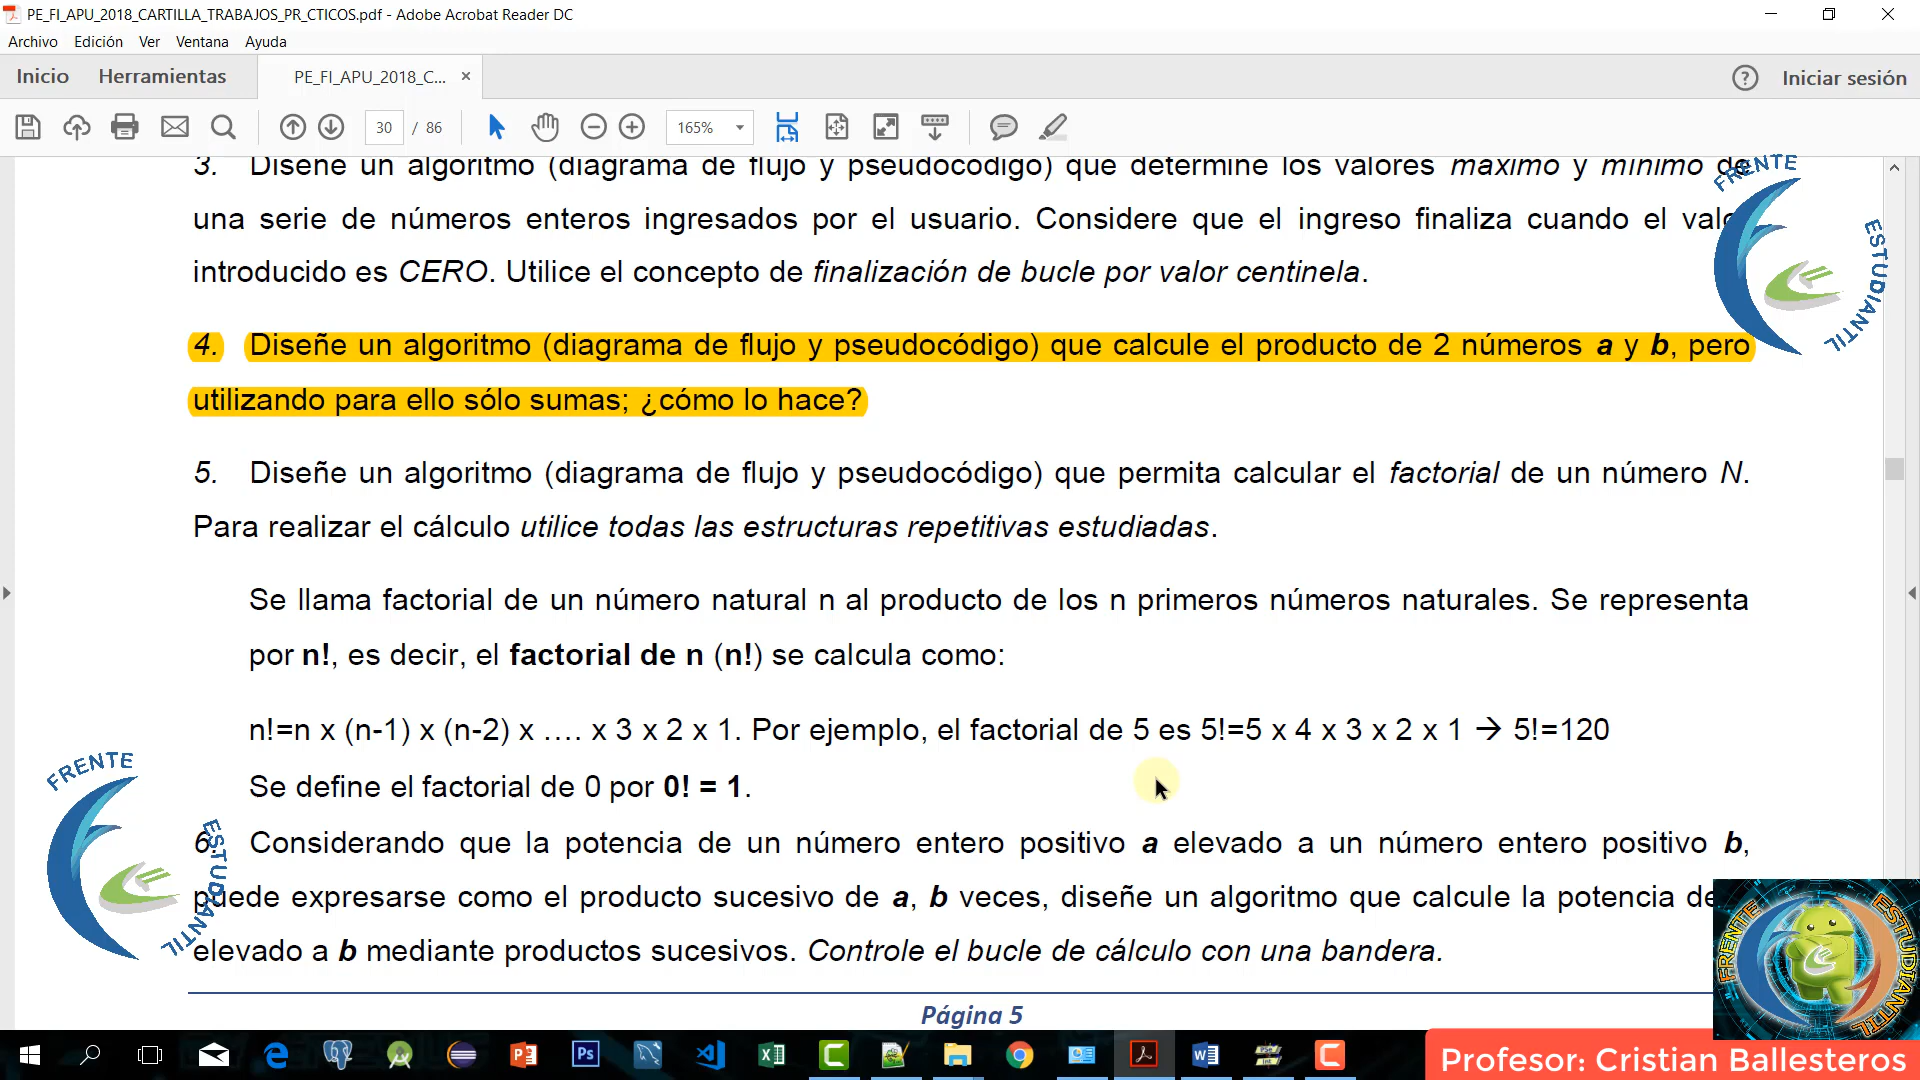 PE_FI_APU_2018_CARTILLA_TRABAJOS_PR_CTICOS.pdf - Adobe Acrobat Reader DC
Archivo Edición Ver Ventana Ayuda
Inicio Herramientas PE_FI_APU_2018_C... × ? Iniciar sesión
30 / 86 165%
3. Diseñe un algoritmo (diagrama de flujo y pseudocódigo) que determine los valores máximo y mínimo de
una serie de números enteros ingresados por el usuario. Considere que el ingreso finaliza cuando el valo
introducido es CERO. Utilice el concepto de finalización de bucle por valor centinela.
4. Diseñe un algoritmo (diagrama de flujo y pseudocódigo) que calcule el producto de 2 números a y b, pero
utilizando para ello sólo sumas; ¿cómo lo hace?
5. Diseñe un algoritmo (diagrama de flujo y pseudocódigo) que permita calcular el factorial de un número N.
Para realizar el cálculo utilice todas las estructuras repetitivas estudiadas.
Se llama factorial de un número natural n al producto de los n primeros números naturales. Se representa
por n!, es decir, el factorial de n (n!) se calcula como:
n!=n x (n-1) x (n-2) x …. x 3 x 2 x 1. Por ejemplo, el factorial de 5 es 5!=5 x 4 x 3 x 2 x 1 → 5!=120
Se define el factorial de 0 por 0! = 1.
6. Considerando que la potencia de un número entero positivo a elevado a un número entero positivo b,
puede expresarse como el producto sucesivo de a, b veces, diseñe un algoritmo que calcule la potencia de
elevado a b mediante productos sucesivos. Controle el bucle de cálculo con una bandera.
Página 5
FRENTE ESTUDIANTIL
FRENTE ESTUDIANTIL
FRENTE ESTUDIANTIL
Profesor: Cristian Ballesteros